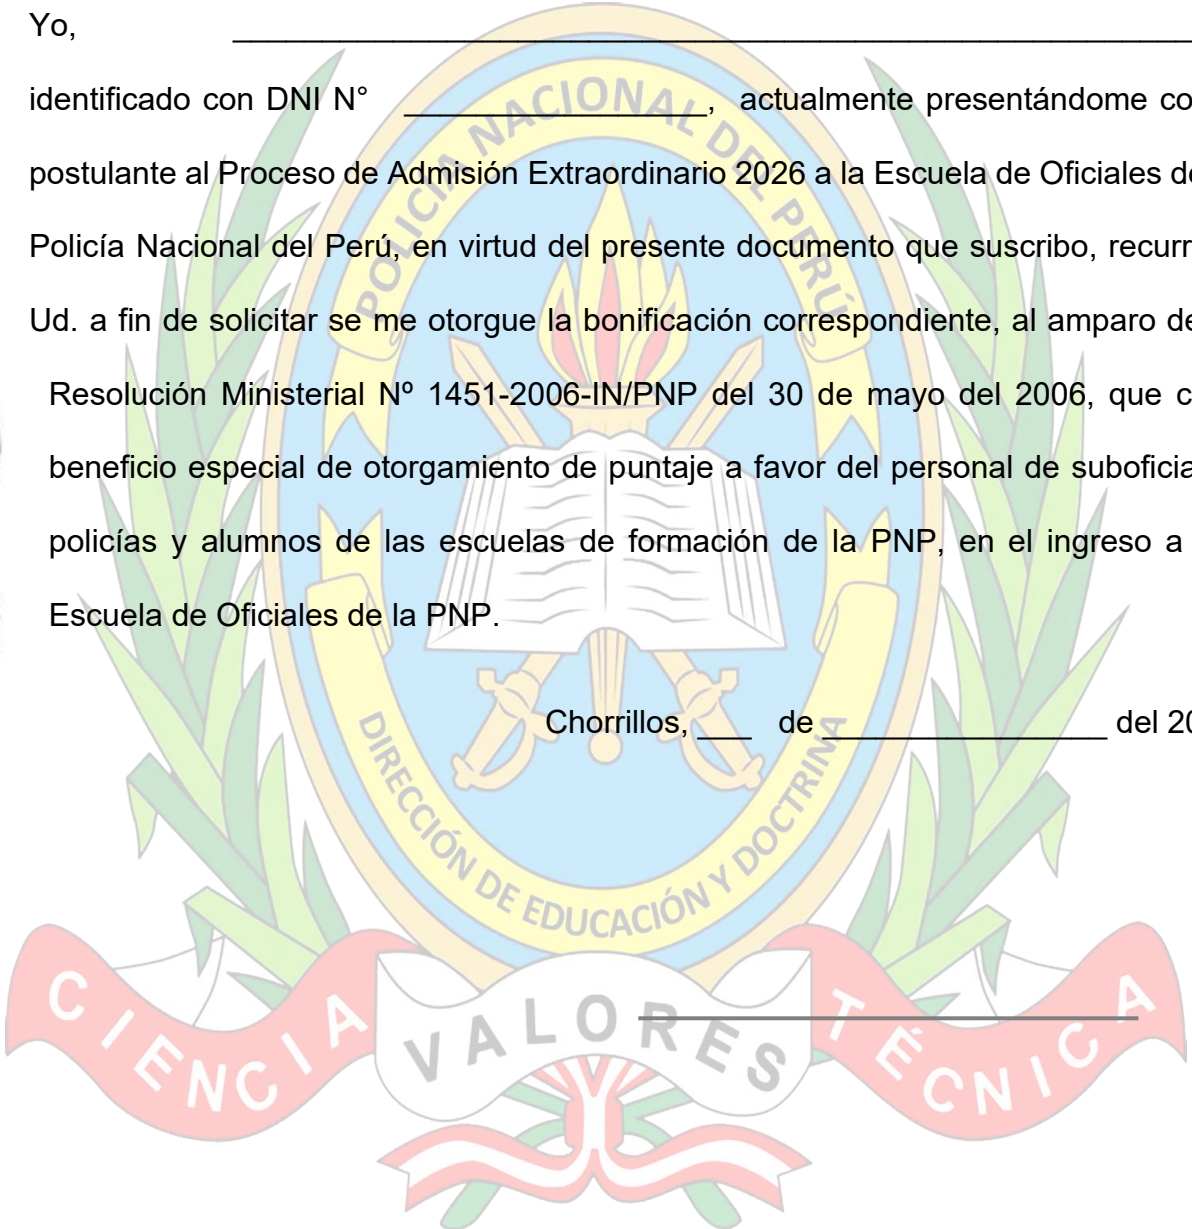 Yo, ______________________________________________________
identificado con DNI N° _________________, actualmente presentándome co
postulante al Proceso de Admisión Extraordinario 2026 a la Escuela de Oficiales de
Policía Nacional del Perú, en virtud del presente documento que suscribo, recurr
Ud. a fin de solicitar se me otorgue la bonificación correspondiente, al amparo de
Resolución Ministerial Nº 1451-2006-IN/PNP del 30 de mayo del 2006, que c
beneficio especial de otorgamiento de puntaje a favor del personal de suboficia
policías y alumnos de las escuelas de formación de la PNP, en el ingreso a
Escuela de Oficiales de la PNP.
Chorrillos, ___ de ________________ del 20
POLICÍA NACIONAL DEL PERÚ
DIRECCIÓN DE EDUCACIÓN Y DOCTRINA
CIENCIA VALORES TÉCNICA